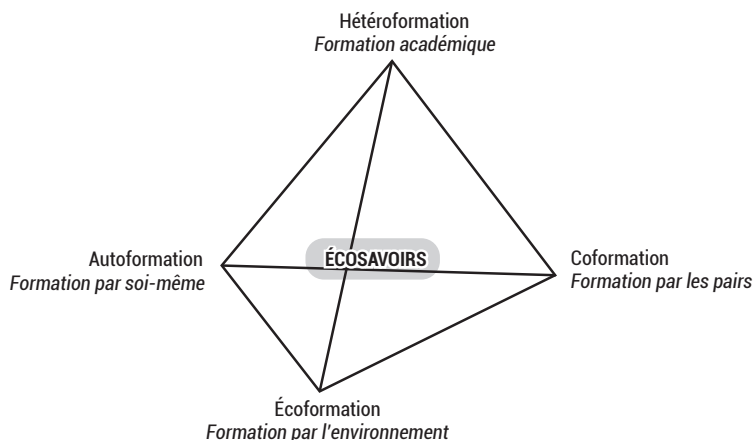 Hétéroformation
Formation académique
Autoformation
Formation par soi-même
ÉCOSAVOIRS
Coformation
Formation par les pairs
Écoformation
Formation par l'environnement